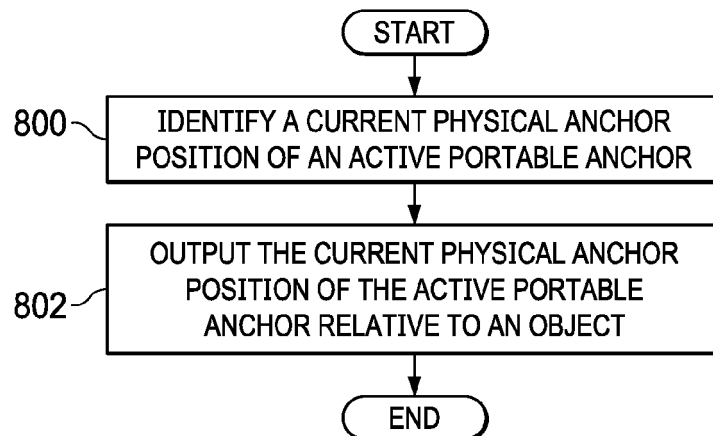 START
800
IDENTIFY A CURRENT PHYSICAL ANCHOR
POSITION OF AN ACTIVE PORTABLE ANCHOR
802
OUTPUT THE CURRENT PHYSICAL ANCHOR
POSITION OF THE ACTIVE PORTABLE
ANCHOR RELATIVE TO AN OBJECT
END